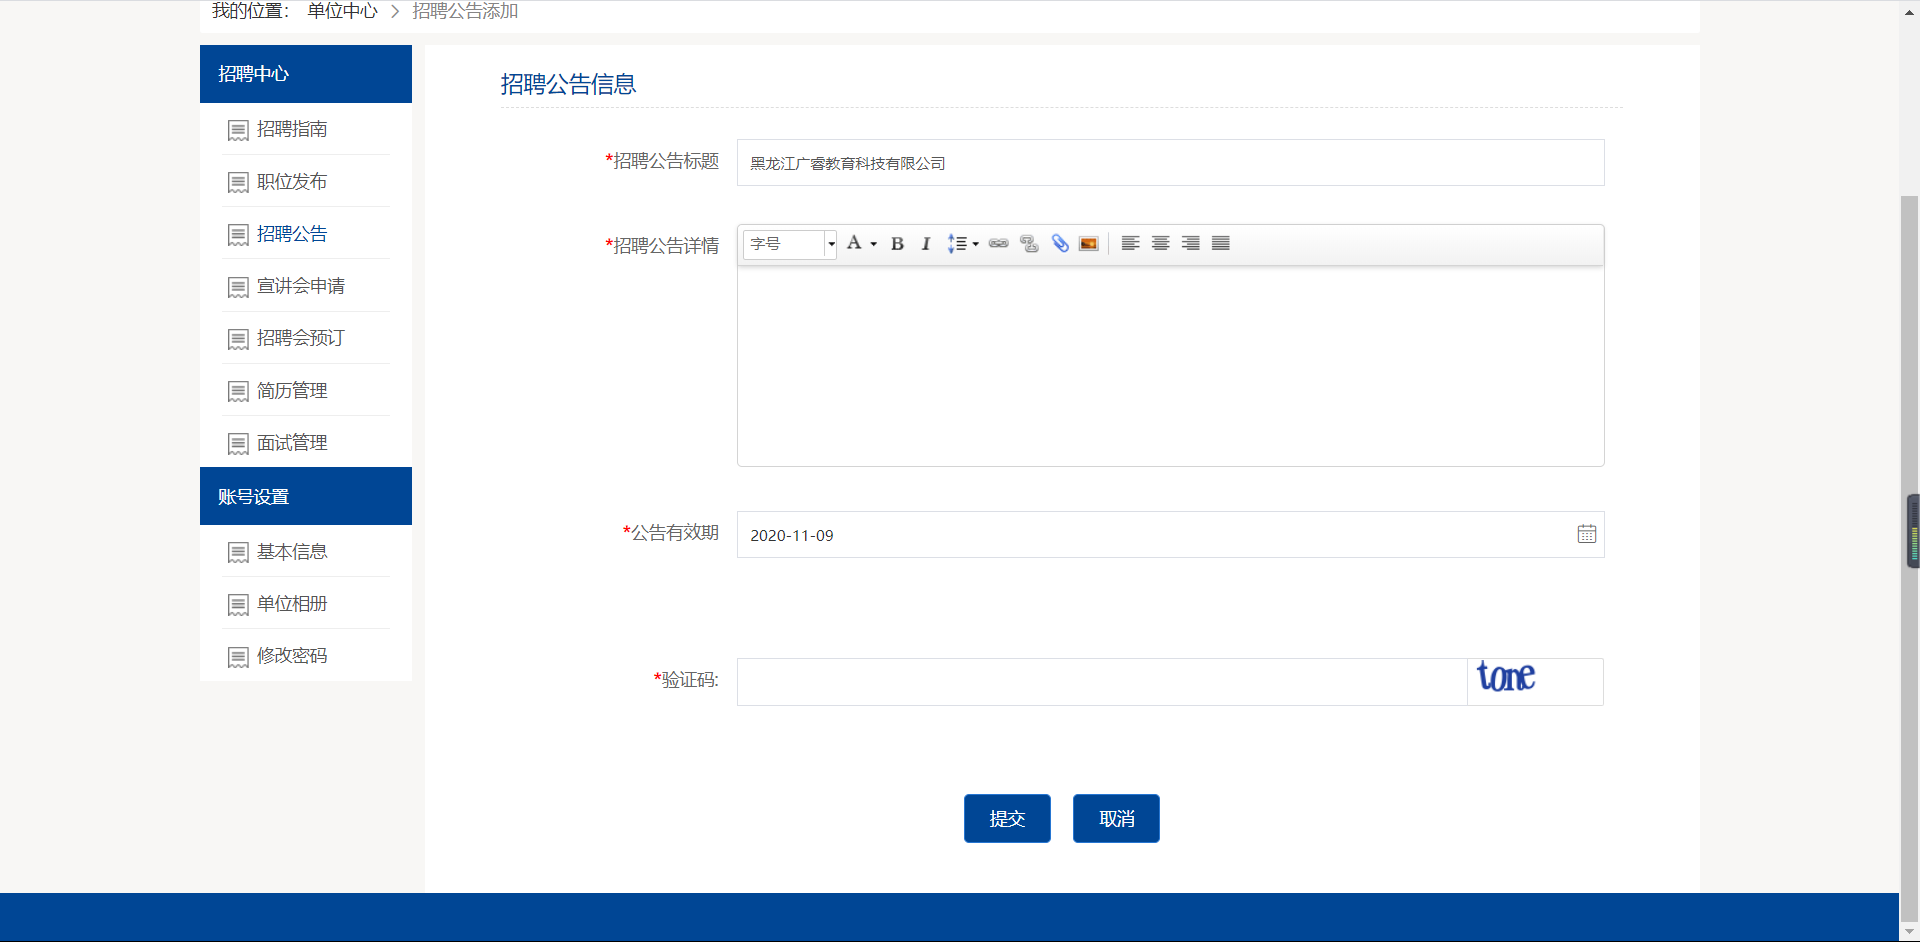 我的位置： 单位中心 > 招聘公告添加
招聘中心
招聘指南
职位发布
招聘公告
宣讲会申请
招聘会预订
简历管理
面试管理
账号设置
基本信息
单位相册
修改密码
招聘公告信息
*招聘公告标题 黑龙江广睿教育科技有限公司
*招聘公告详情 字号 A B I
*公告有效期 2020-11-09
*验证码: tone
提交 取消